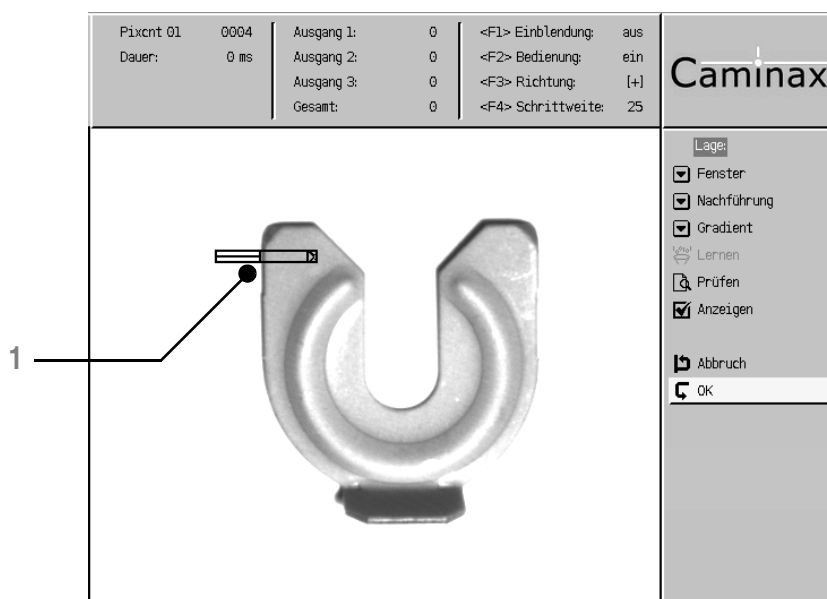 Pixcnt 01 0004
Dauer: 0 ms
Ausgang 1: 0
Ausgang 2: 0
Ausgang 3: 0
Gesamt: 0
<F1> Einblendung: aus
<F2> Bedienung: ein
<F3> Richtung: [+]
<F4> Schrittweite: 25
Caminax
Lage:
Fenster
Nachführung
Gradient
Lernen
Prüfen
Anzeigen
Abbruch
OK
1